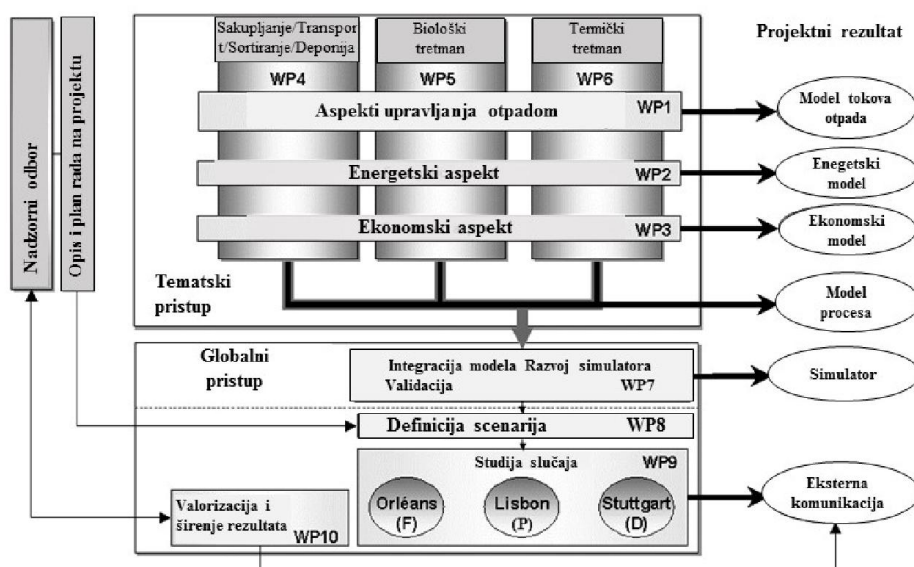 Sakupljanje/Transpor
t/Sortiranje/Deponija
WP4
Biološki
tretman
WP5
Termički
tretman
WP6
Projektni rezultat
Aspekti upravljanja otpadom
WP1
Model tokova
otpada
Energetski aspekt
WP2
Enegetski
model
Ekonomski aspekt
WP3
Ekonomski
model
Tematski
pristup
Model
procesa
Nadzorni odbor
Opis i plan rada na projektu
Globalni
pristup
Integracija modela Razvoj simulatora
Validacija WP7
Simulator
Definicija scenarija WP8
Studija slučaja
WP9
Orléans
(F)
Lisbon
(P)
Stuttgart
(D)
Eksterna
komunikacija
Valorizacija i
širenje rezultata
WP10